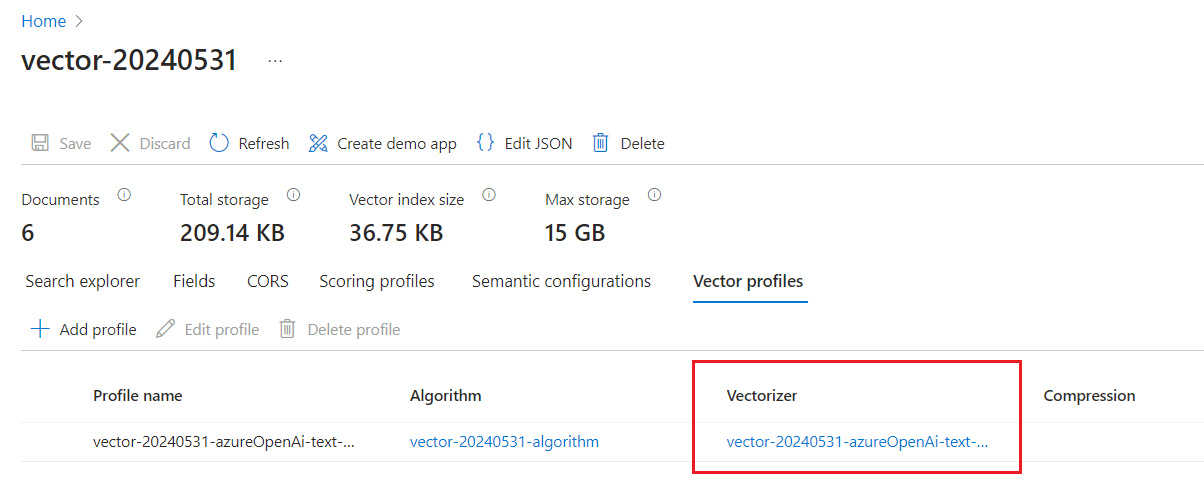 Home
vector-20240531 ...
Save Discard Refresh Create demo app {} Edit JSON Delete
Documents Total storage Vector index size Max storage
6 209.14 KB 36.75 KB 15 GB
Search explorer Fields CORS Scoring profiles Semantic configurations Vector profiles
Add profile Edit profile Delete profile
Profile name Algorithm Vectorizer Compression
vector-20240531-azureOpenAi-text-... vector-20240531-algorithm vector-20240531-azureOpenAi-text-...